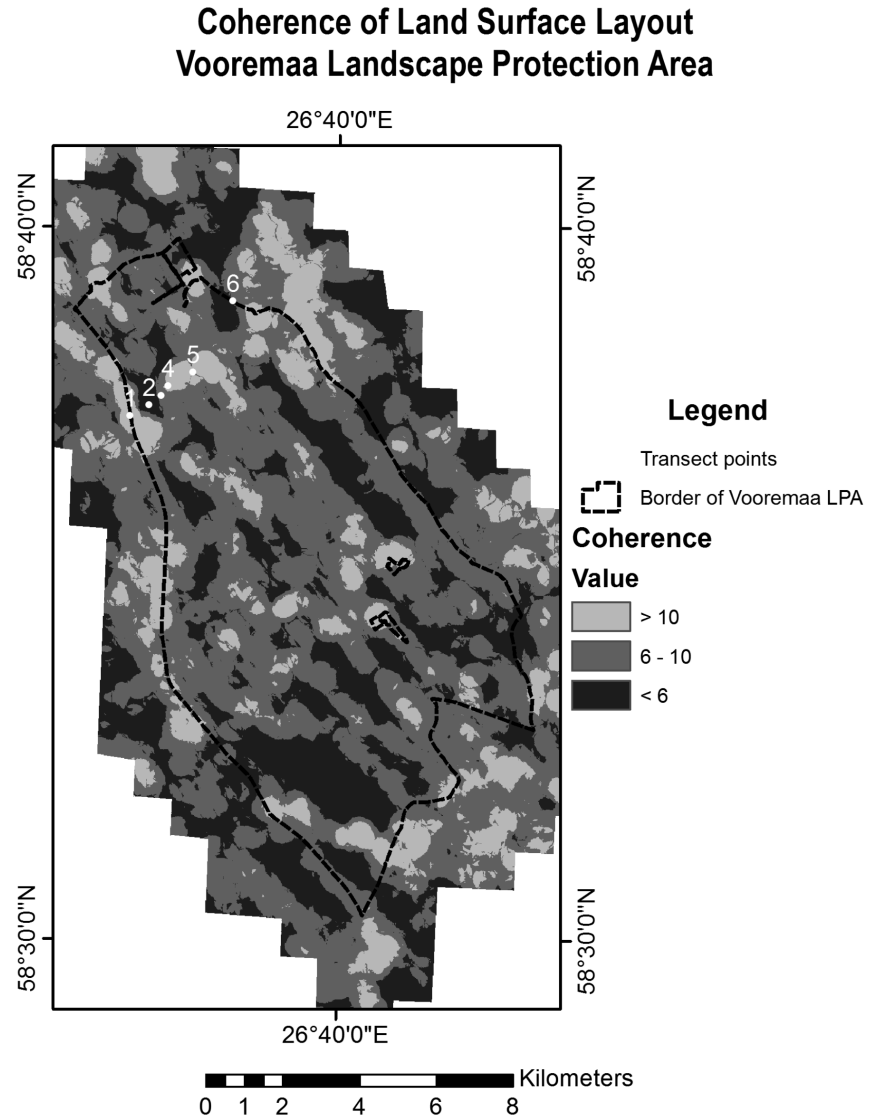 Coherence of Land Surface Layout
Vooremaa Landscape Protection Area
26°40'0"E
58°40'0"N
58°40'0"N
6
5
4
2
1
Legend
Transect points
Border of Vooremaa LPA
Coherence
Value
> 10
6 - 10
< 6
58°30'0"N
58°30'0"N
26°40'0"E
Kilometers
0 1 2 4 6 8